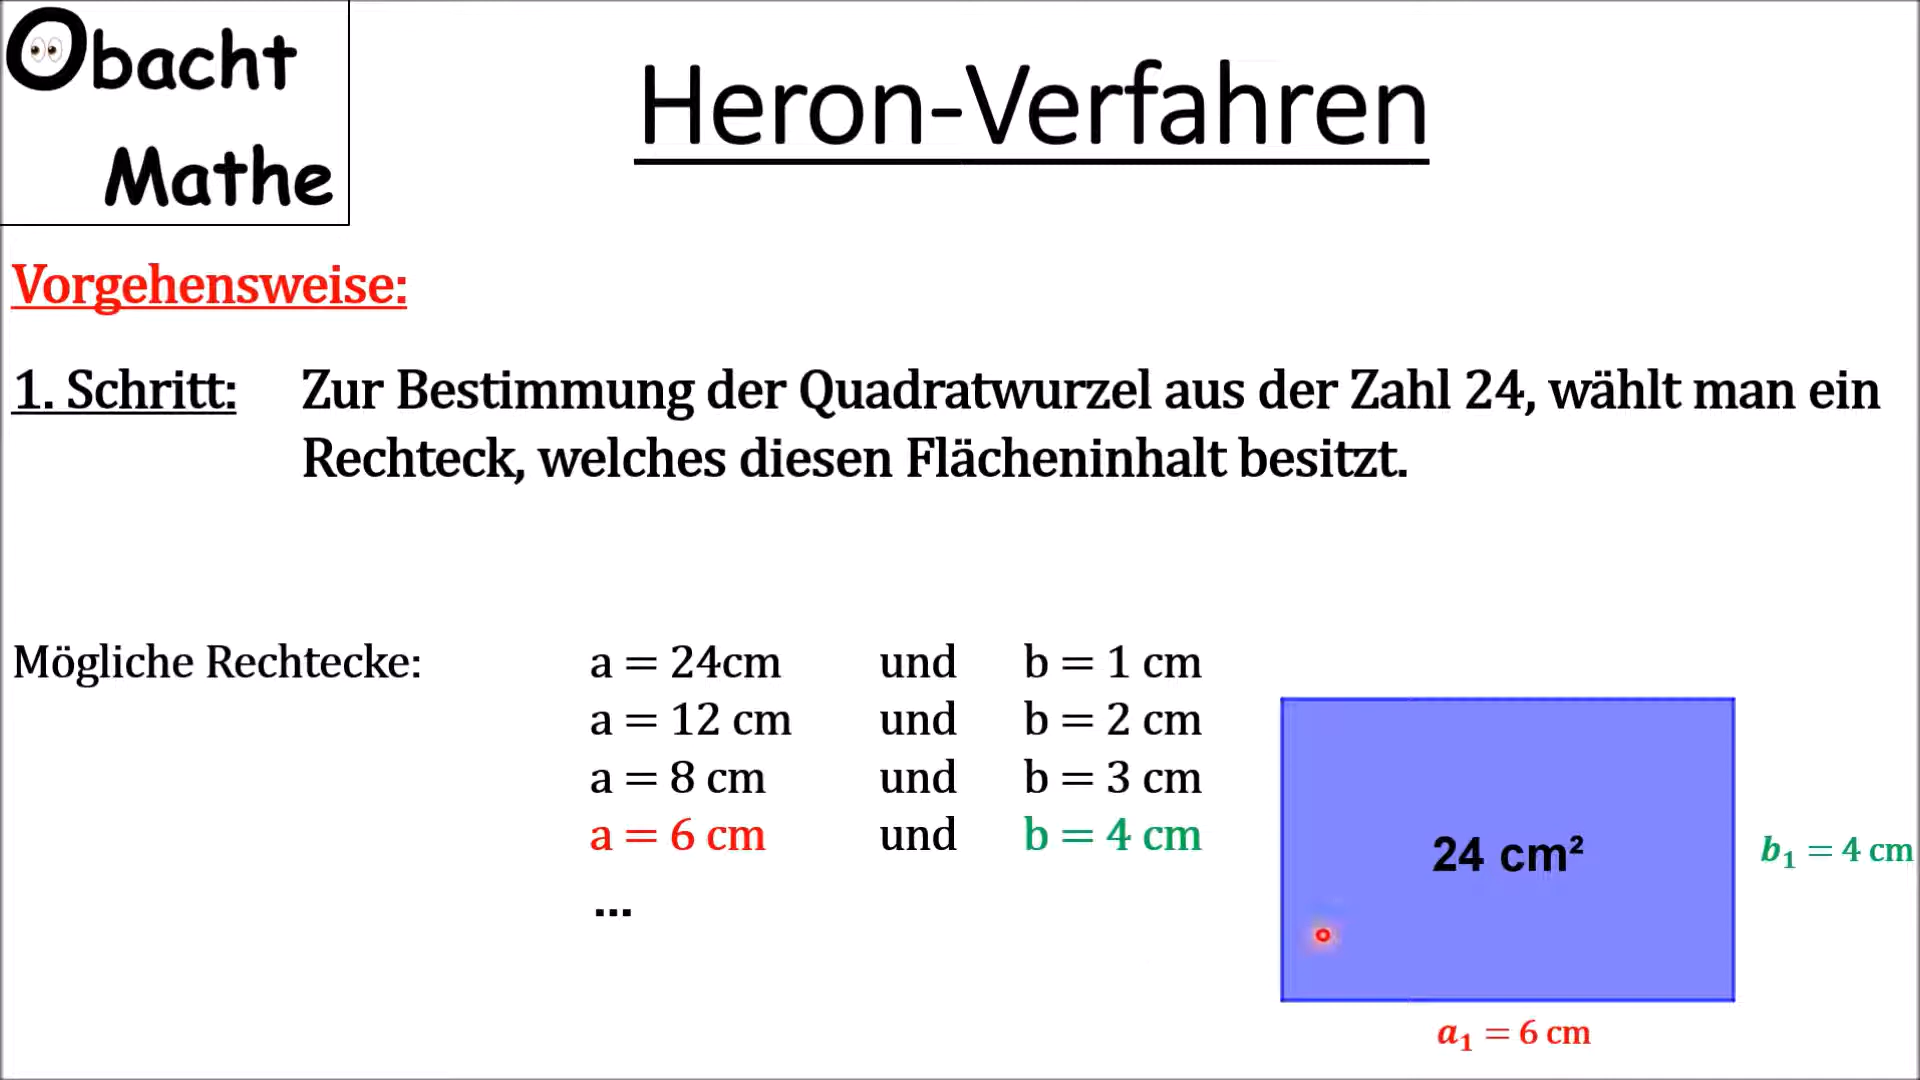 Obacht
Mathe
Heron-Verfahren
Vorgehensweise:
1. Schritt: Zur Bestimmung der Quadratwurzel aus der Zahl 24, wählt man ein
Rechteck, welches diesen Flächeninhalt besitzt.
Mögliche Rechtecke: a = 24cm und b = 1 cm
a = 12 cm und b = 2 cm
a = 8 cm und b = 3 cm
a = 6 cm und b = 4 cm
...
24 cm²
b₁ = 4 cm
a₁ = 6 cm